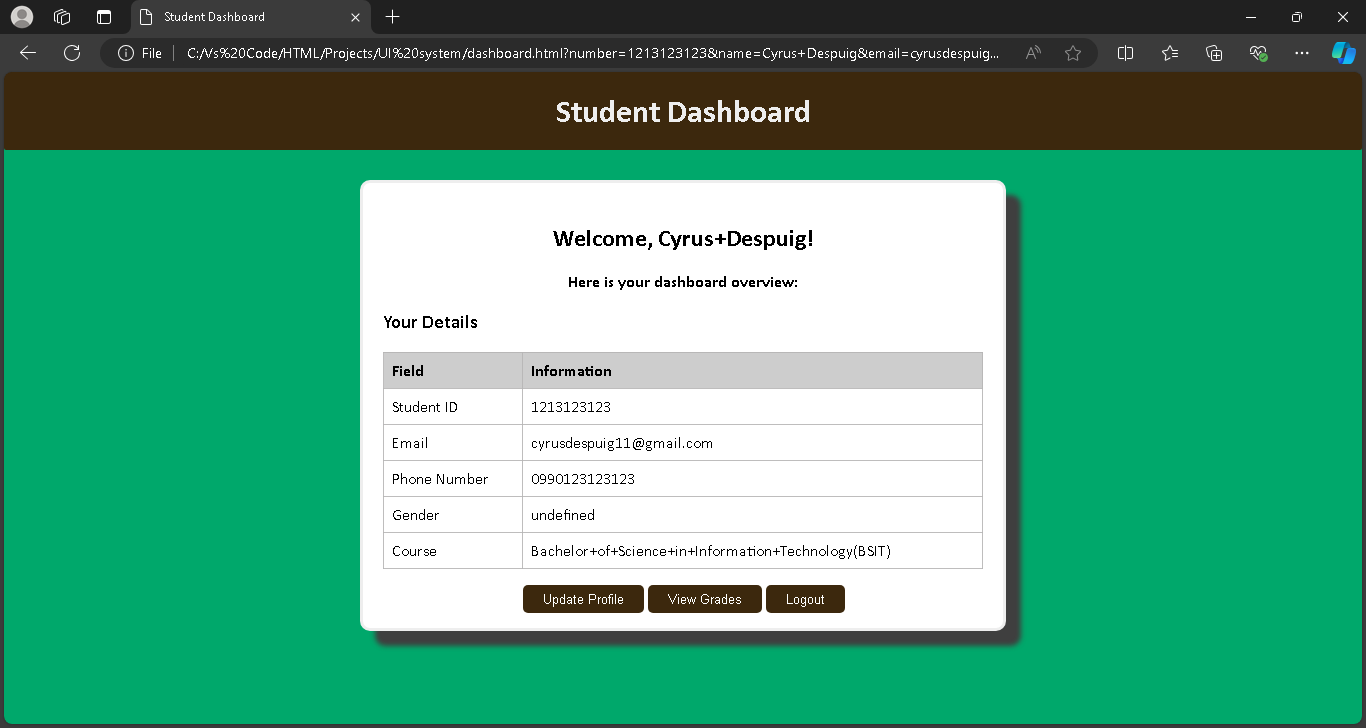 Student Dashboard
File
C:/Vs%20Code/HTML/Projects/UI%20system/dashboard.html?number=1213123123&name=Cyrus+Despuig&email=cyrusdespuig...
Student Dashboard
Welcome, Cyrus+Despuig!
Here is your dashboard overview:
Your Details
Field Information
Student ID 1213123123
Email cyrusdespuig11@gmail.com
Phone Number 0990123123123
Gender undefined
Course Bachelor+of+Science+in+Information+Technology(BSIT)
Update Profile View Grades Logout